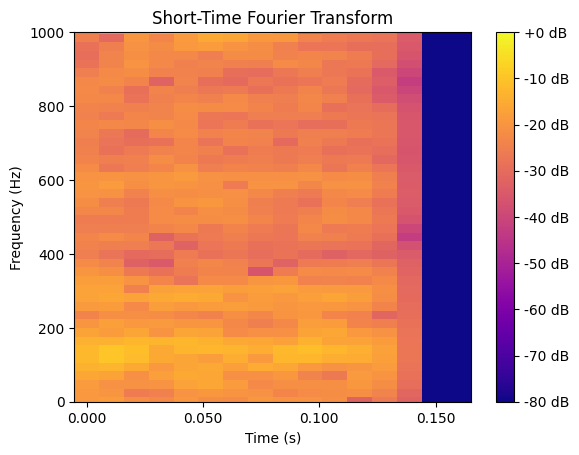 Short-Time Fourier Transform
Frequency (Hz)
1000
800
600
400
200
0
0.000
0.050
0.100
0.150
Time (s)
+0 dB
-10 dB
-20 dB
-30 dB
-40 dB
-50 dB
-60 dB
-70 dB
-80 dB